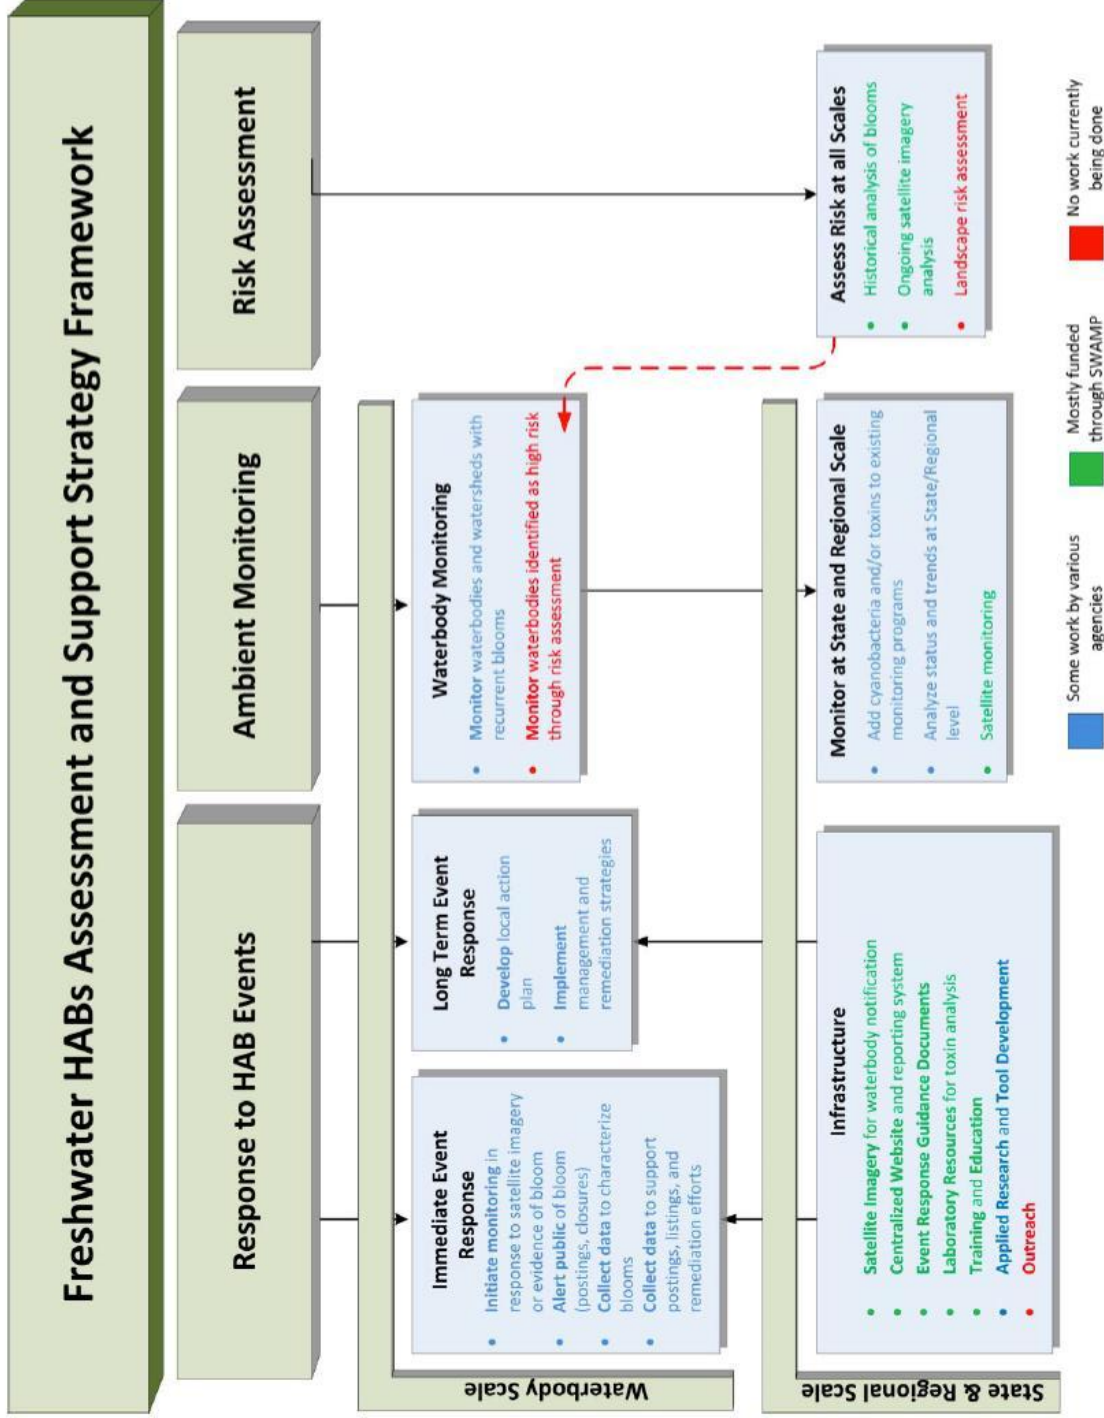 Freshwater HABs Assessment and Support Strategy Framework
Response to HAB Events
Ambient Monitoring
Risk Assessment
Waterbody Scale
Immediate Event
Response
• Initiate monitoring in
response to satellite imagery
or evidence of bloom
• Alert public of bloom
(postings, closures)
• Collect data to characterize
blooms
• Collect data to support
postings, listings, and
remediation efforts
Long Term Event
Response
• Develop local action
plan
• Implement
management and
remediation strategies
Waterbody Monitoring
• Monitor waterbodies and watersheds with
recurrent blooms
• Monitor waterbodies identified as high risk
through risk assessment
State & Regional Scale
Infrastructure
• Satellite Imagery for waterbody notification
• Centralized Website and reporting system
• Event Response Guidance Documents
• Laboratory Resources for toxin analysis
• Training and Education
• Applied Research and Tool Development
• Outreach
Monitor at State and Regional Scale
• Add cyanobacteria and/or toxins to existing
monitoring programs
• Analyze status and trends at State/Regional
level
• Satellite monitoring
Assess Risk at all Scales
• Historical analysis of blooms
• Ongoing satellite imagery
analysis
• Landscape risk assessment
Some work by various
agencies
Mostly funded
through SWAMP
No work currently
being done